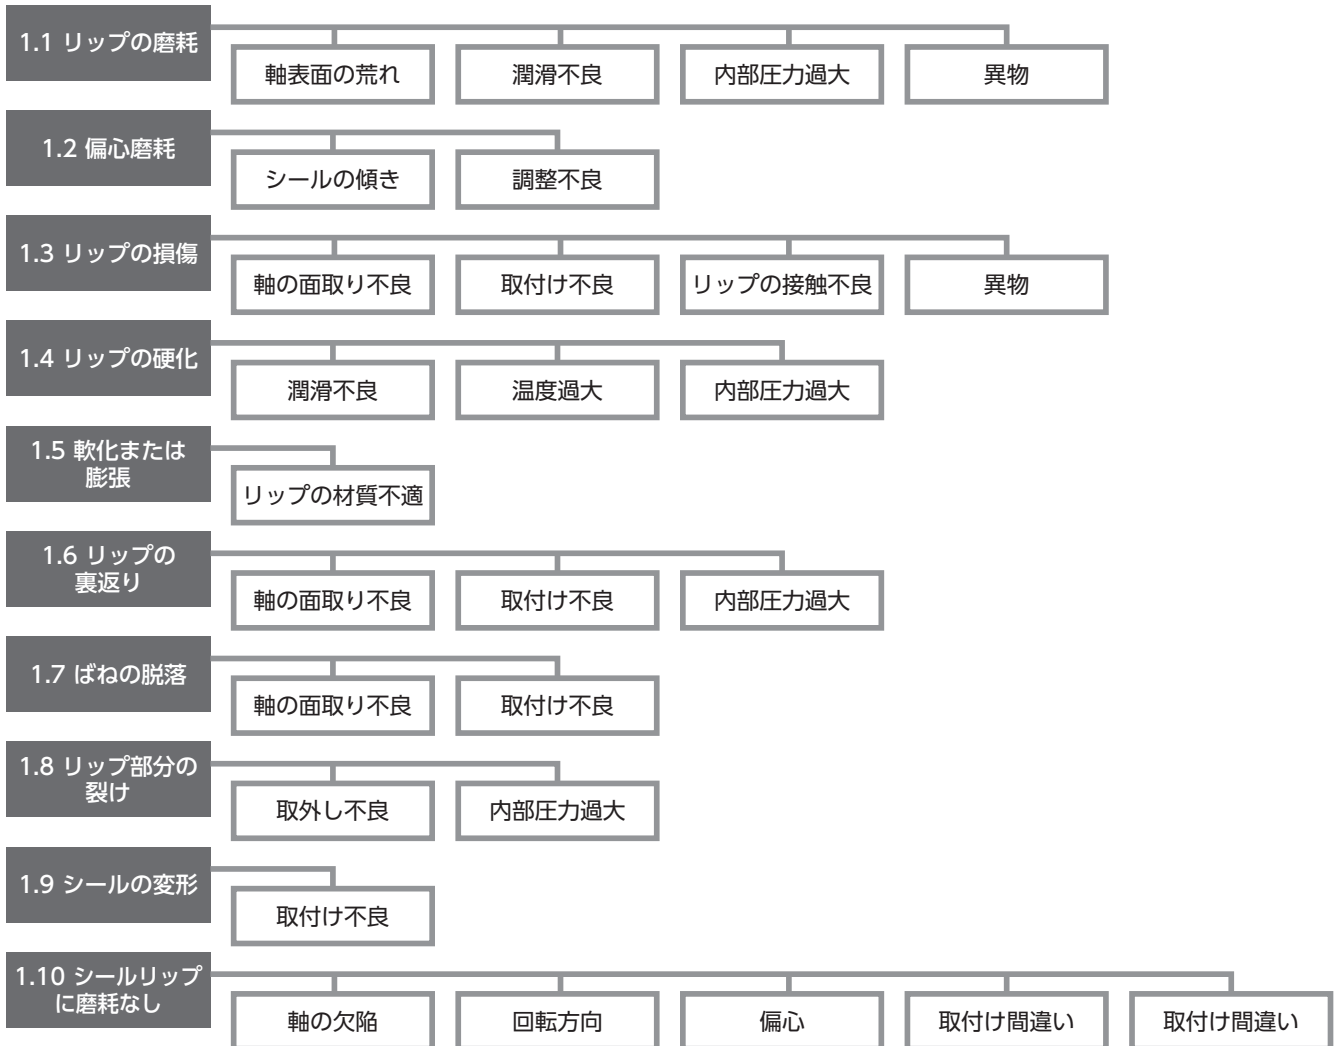 1.1 リップの磨耗
軸表面の荒れ
潤滑不良
内部圧力過大
異物
1.2 偏心磨耗
シールの傾き
調整不良
1.3 リップの損傷
軸の面取り不良
取付け不良
リップの接触不良
異物
1.4 リップの硬化
潤滑不良
温度過大
内部圧力過大
1.5 軟化または
膨張
リップの材質不適
1.6 リップの
裏返り
軸の面取り不良
取付け不良
内部圧力過大
1.7 ばねの脱落
軸の面取り不良
取付け不良
1.8 リップ部分の
裂け
取外し不良
内部圧力過大
1.9 シールの変形
取付け不良
1.10 シールリップ
に磨耗なし
軸の欠陥
回転方向
偏心
取付け間違い
取付け間違い